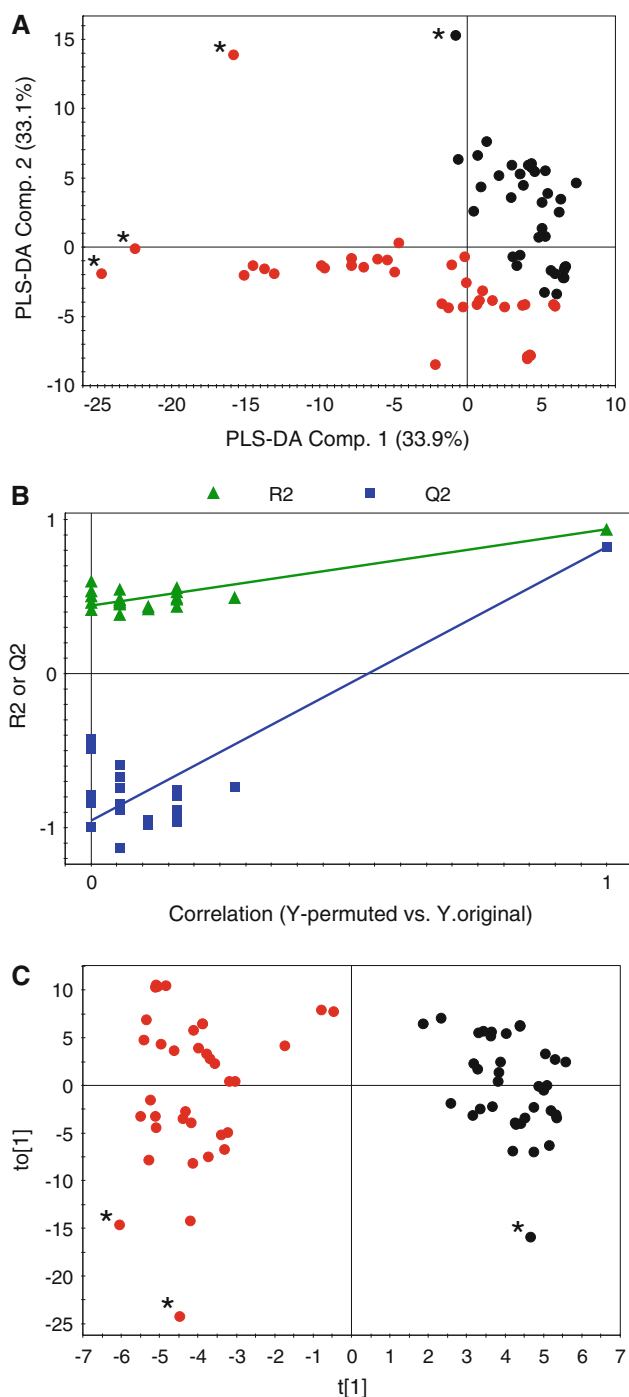 A
15
10
5
0
-5
-10
PLS-DA Comp. 2 (33.1%)
* * * *
-25 -20 -15 -10 -5 0 5 10
PLS-DA Comp. 1 (33.9%)
B
R2 Q2
1
0
-1
R2 or Q2
0 1
Correlation (Y-permuted vs. Y.original)
C
10
5
0
-5
-10
-15
-20
-25
to[1]
* * *
-7 -6 -5 -4 -3 -2 -1 0 1 2 3 4 5 6 7
t[1]